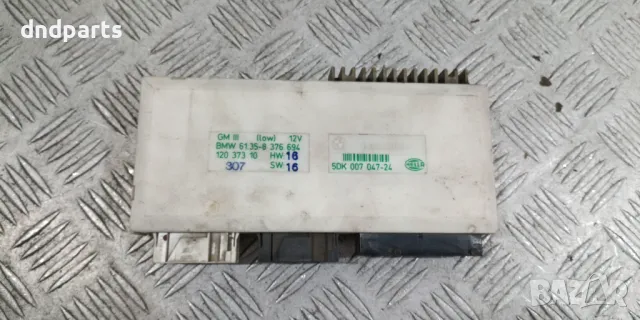 dndparts
GM III (low) 12V
BMW 61.35-8 376 694
120 373 10 HW: 16
307 SW: 16
5DK 007 047-24
HELLA
BAZAR